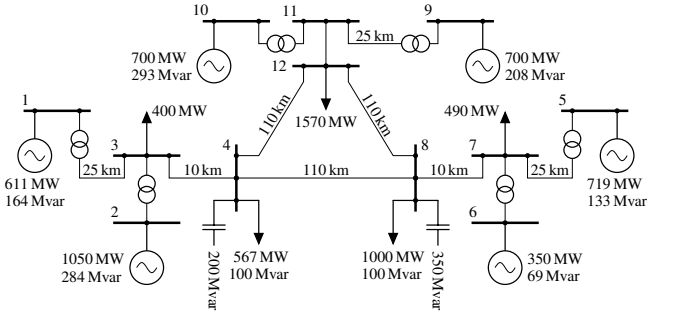 10
11
9
25 km
700 MW
293 Mvar
12
700 MW
208 Mvar
1
400 MW
110 km
1570 MW
110 km
490 MW
5
3
4
8
7
25 km
10 km
110 km
10 km
25 km
611 MW
164 Mvar
719 MW
133 Mvar
2
6
1050 MW
284 Mvar
200 Mvar
567 MW
100 Mvar
1000 MW
100 Mvar
350 Mvar
350 MW
69 Mvar